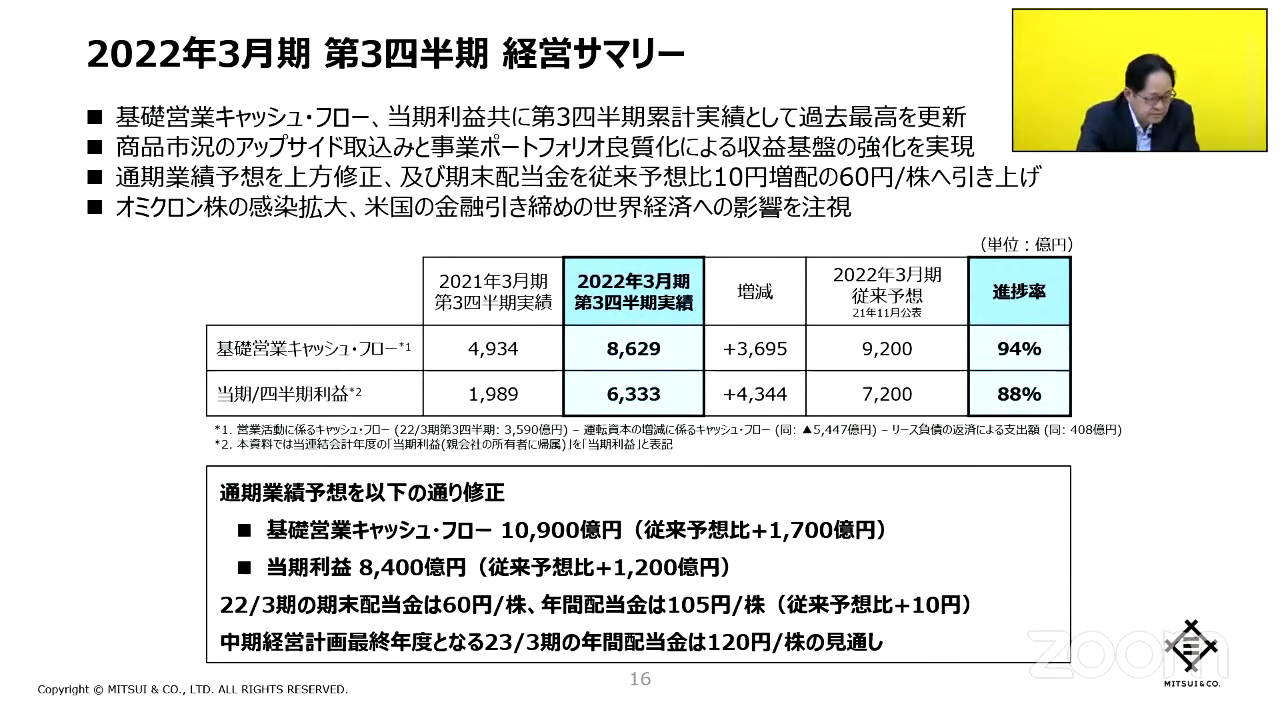 2022年3月期 第3四半期 経営サマリー
■ 基礎営業キャッシュ・フロー、当期利益共に第3四半期累計実績として過去最高を更新
■ 商品市況のアップサイド取込みと事業ポートフォリオ良質化による収益基盤の強化を実現
■ 通期業績予想を上方修正、及び期末配当金を従来予想比10円増配の60円/株へ引き上げ
■ オミクロン株の感染拡大、米国の金融引き締めの世界経済への影響を注視
（単位：億円）
2021年3月期
第3四半期実績
2022年3月期
第3四半期実績
増減
2022年3月期
従来予想
21年11月公表
進捗率
基礎営業キャッシュ・フロー*1 4,934 8,629 +3,695 9,200 94%
当期/四半期利益*2 1,989 6,333 +4,344 7,200 88%
*1. 営業活動に係るキャッシュ・フロー (22/3期第3四半期: 3,590億円) – 運転資本の増減に係るキャッシュ・フロー (同: ▲5,447億円) – リース負債の返済による支出額 (同: 408億円)
*2. 本資料では当連結会計年度の「当期利益(親会社の所有者に帰属)」を「当期利益」と表記
通期業績予想を以下の通り修正
■ 基礎営業キャッシュ・フロー 10,900億円（従来予想比+1,700億円）
■ 当期利益 8,400億円（従来予想比+1,200億円）
22/3期の期末配当金は60円/株、年間配当金は105円/株（従来予想比+10円）
中期経営計画最終年度となる23/3期の年間配当金は120円/株の見通し
zoom
MITSUI & CO.
Copyright © MITSUI & CO., LTD. ALL RIGHTS RESERVED.
16